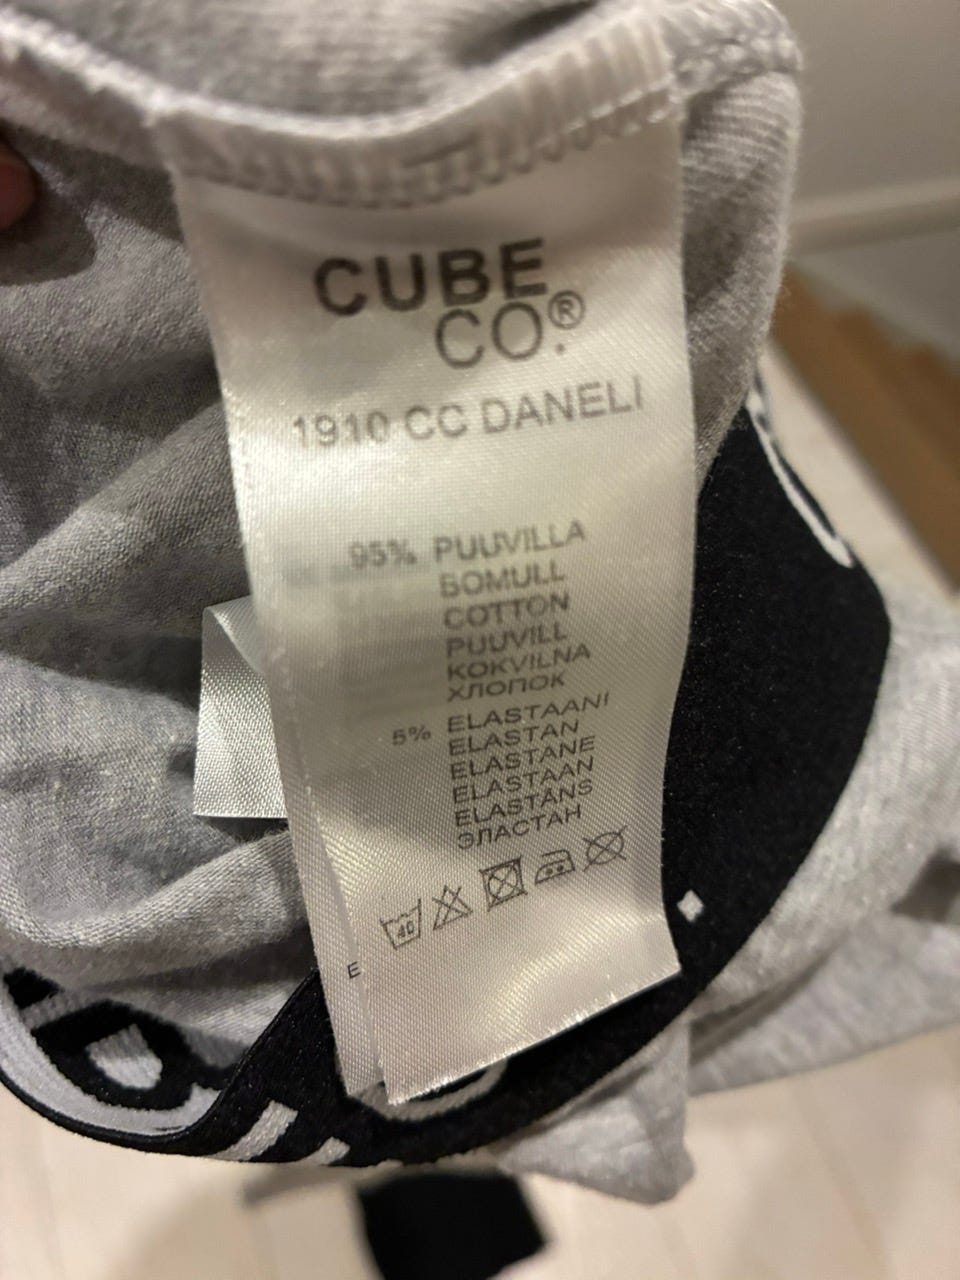 CUBE
CO.®
1910 CC DANELI
95% PUUVILLA
BOMULL
COTTON
PUUVILL
KOKVILNA
ХЛОПОК
5% ELASTAANI
ELASTAN
ELASTANE
ELASTAAN
ELASTĀNS
ЭЛАСТАН
40
E